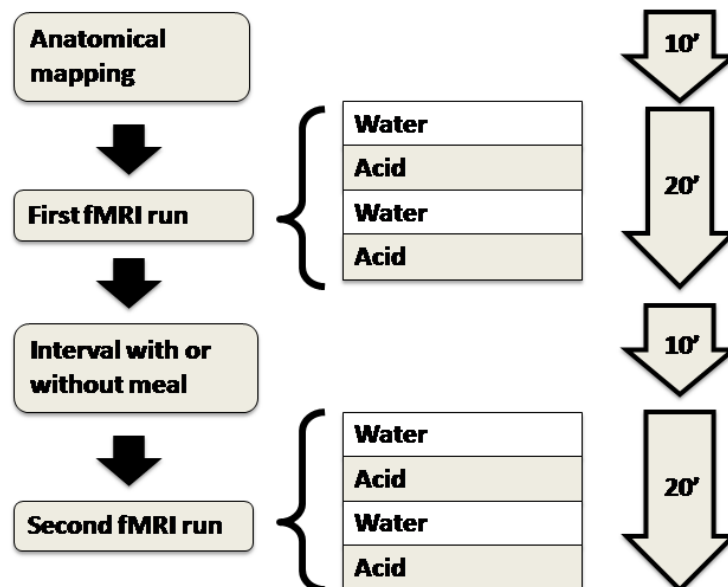 Anatomical
mapping
10'
First fMRI run
Water
Acid
Water
Acid
20'
Interval with or
without meal
10'
Second fMRI run
Water
Acid
Water
Acid
20'